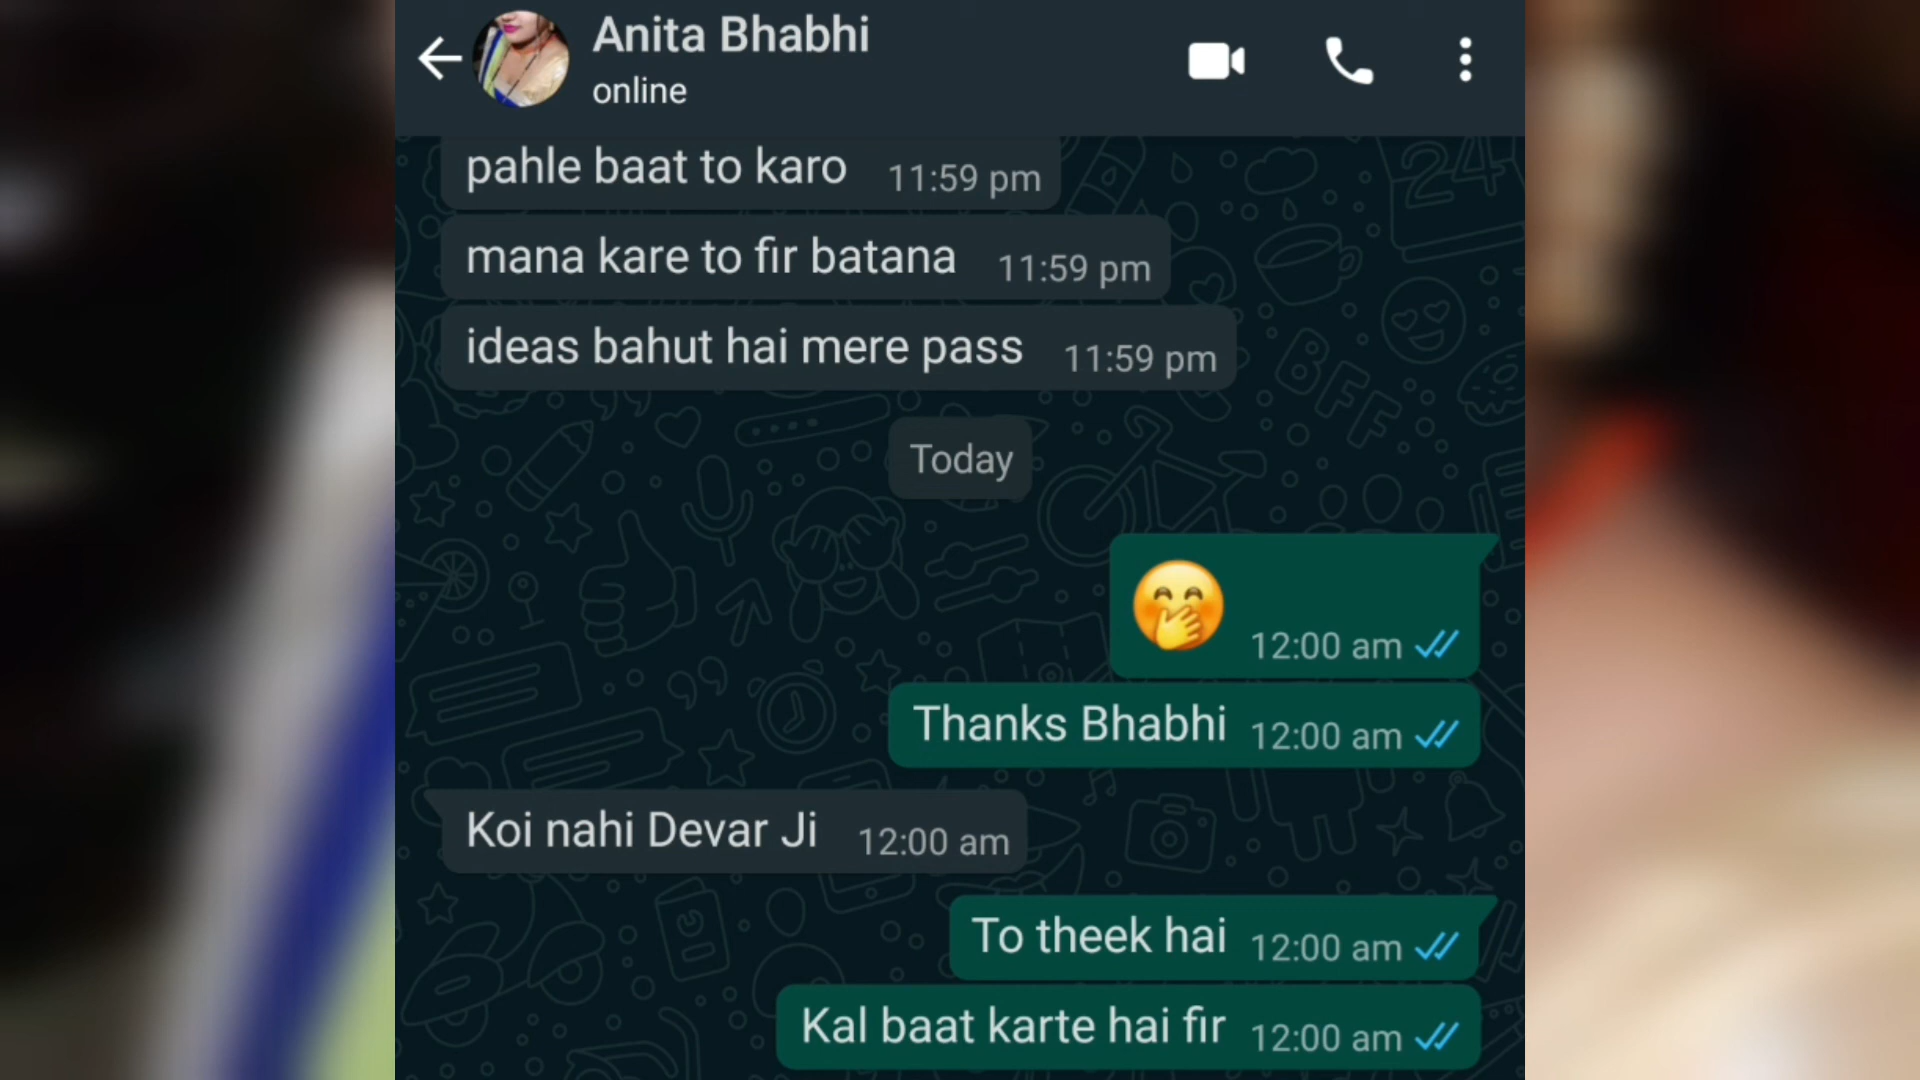 Anita Bhabhi
online
pahle baat to karo 11:59 pm
mana kare to fir batana 11:59 pm
ideas bahut hai mere pass 11:59 pm
Today
🤭 12:00 am
Thanks Bhabhi 12:00 am
Koi nahi Devar Ji 12:00 am
To theek hai 12:00 am
Kal baat karte hai fir 12:00 am